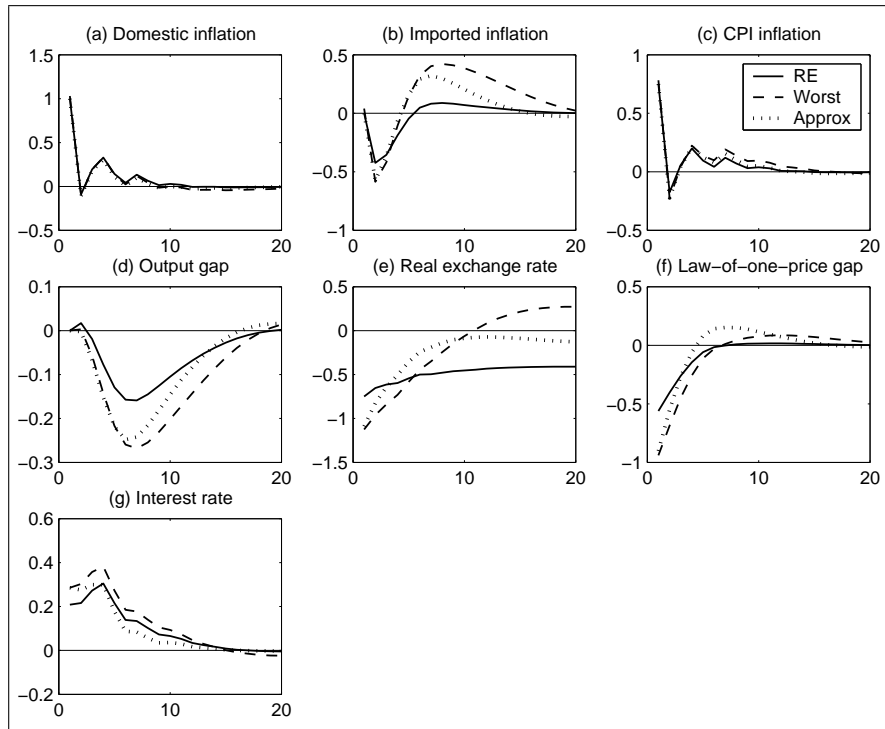 (a) Domestic inflation
1.5
1
0.5
0
−0.5
0 10 20
(b) Imported inflation
0.5
0
−0.5
−1
0 10 20
(c) CPI inflation
1
0.5
0
−0.5
0 10 20
RE
Worst
Approx
(d) Output gap
0.1
0
−0.1
−0.2
−0.3
0 10 20
(e) Real exchange rate
0.5
0
−0.5
−1
−1.5
0 10 20
(f) Law−of−one−price gap
0.5
0
−0.5
−1
0 10 20
(g) Interest rate
0.6
0.4
0.2
0
−0.2
0 10 20